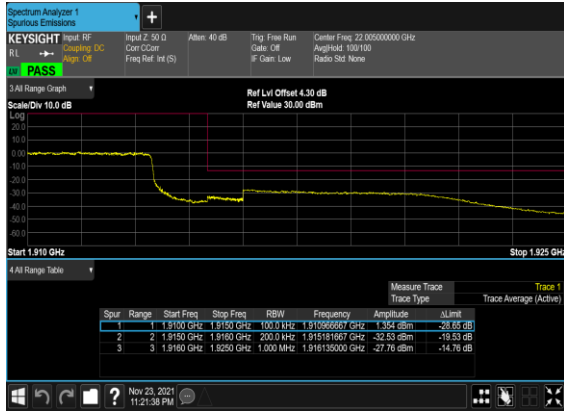 Spectrum Analyzer 1
Spurious Emissions
+
KEYSIGHT Input: RF Input Z: 50 Ω Atten: 40 dB Trig: Free Run Center Freq: 22.005000000 GHz
RL Coupling: DC Corr CCorr Gate: Off Avg|Hold: 100/100
Align: Off Freq Ref: Int (S) IF Gain: Low Radio Std: None
PASS
3 All Range Graph
Ref Lvl Offset 4.30 dB
Scale/Div 10.0 dB Ref Value 30.00 dBm
Log
20.0
10.0
0.00
-10.0
-20.0
-30.0
-40.0
-50.0
-60.0
Start 1.910 GHz Stop 1.925 GHz
4 All Range Table
Measure Trace Trace 1
Trace Type Trace Average (Active)
Spur Range Start Freq Stop Freq RBW Frequency Amplitude ΔLimit
1 1 1.9100 GHz 1.9150 GHz 100.0 kHz 1.910966667 GHz 1.354 dBm -28.65 dB
2 2 1.9150 GHz 1.9160 GHz 200.0 kHz 1.915181667 GHz -32.53 dBm -19.53 dB
3 3 1.9160 GHz 1.9250 GHz 1.000 MHz 1.916135000 GHz -27.76 dBm -14.76 dB
? Nov 23, 2021
11:21:38 PM